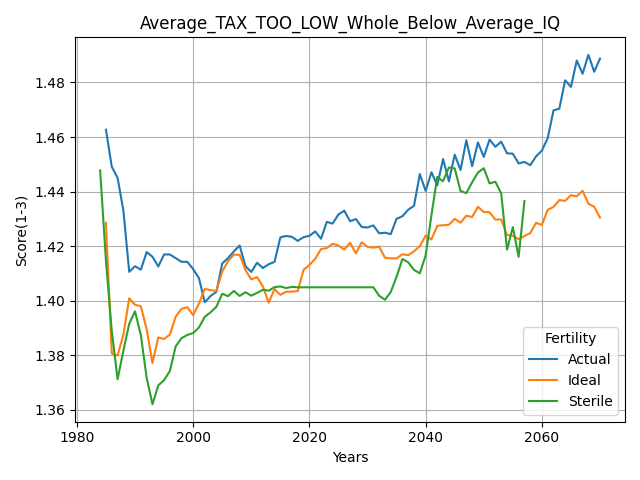 Average_TAX_TOO_LOW_Whole_Below_Average_IQ
Score(1-3)
1.48
1.46
1.44
1.42
1.40
1.38
1.36
Fertility
Actual
Ideal
Sterile
1980
2000
2020
2040
2060
Years